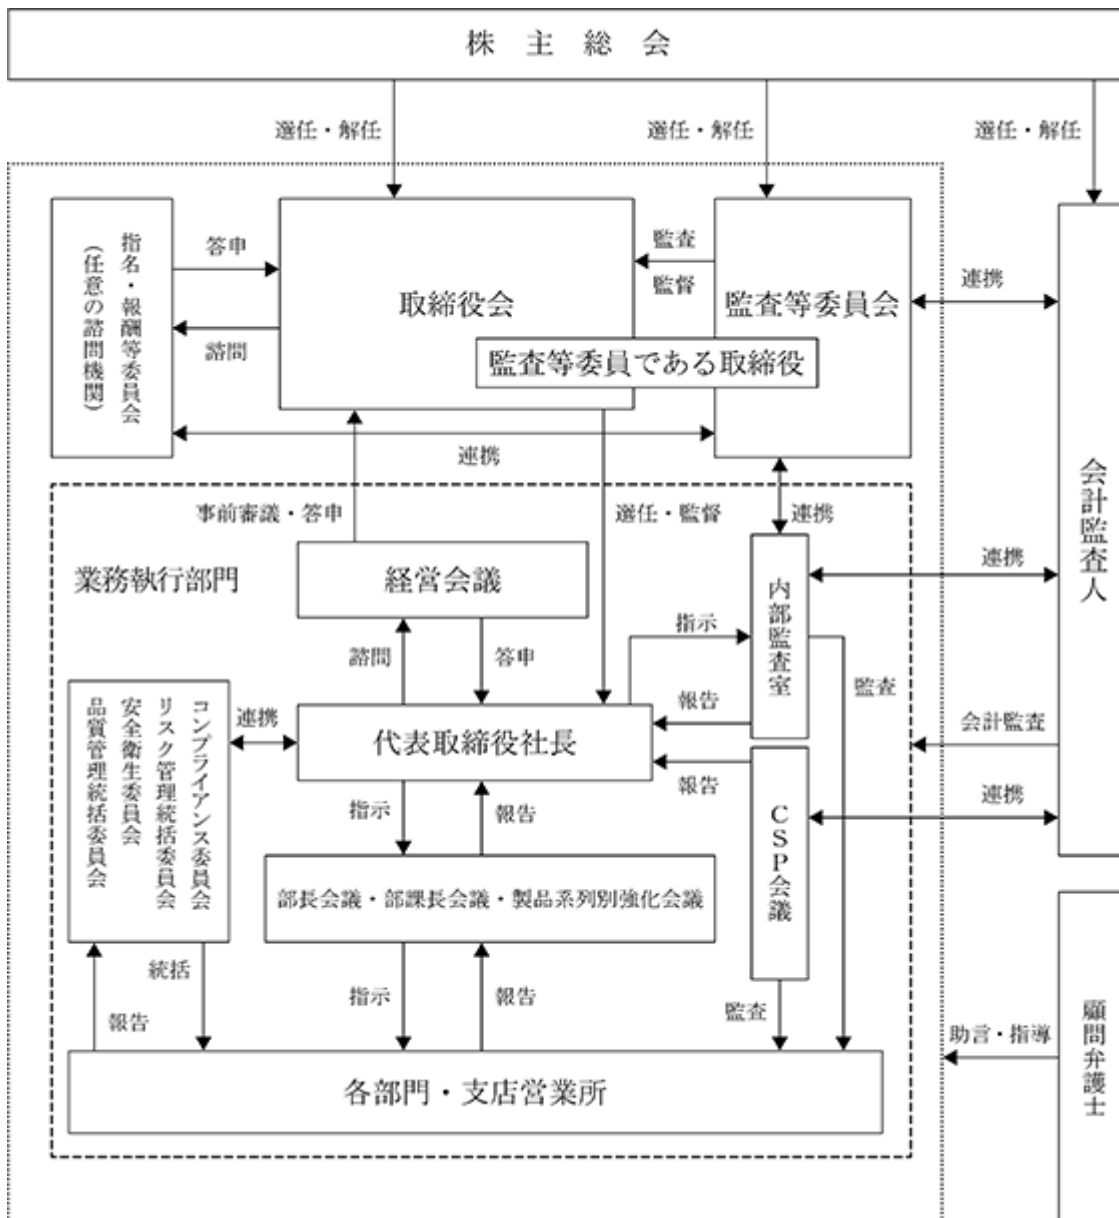 株主総会
選任・解任
選任・解任
選任・解任
指名・報酬等委員会
(任意の諮問機関)
答申
諮問
取締役会
監査
監督
監査等委員会
監査等委員である取締役
連携
連携
会計監査人
事前審議・答申
選任・監督
連携
業務執行部門
経営会議
内部監査室
連携
諮問
答申
指示
監査
報告
コンプライアンス委員会
リスク管理統括委員会
安全衛生委員会
品質管理統括委員会
連携
代表取締役社長
会計監査
報告
CSP会議
連携
指示
報告
部長会議・部課長会議・製品系列別強化会議
統括
報告
指示
報告
監査
各部門・支店営業所
助言・指導
顧問弁護士